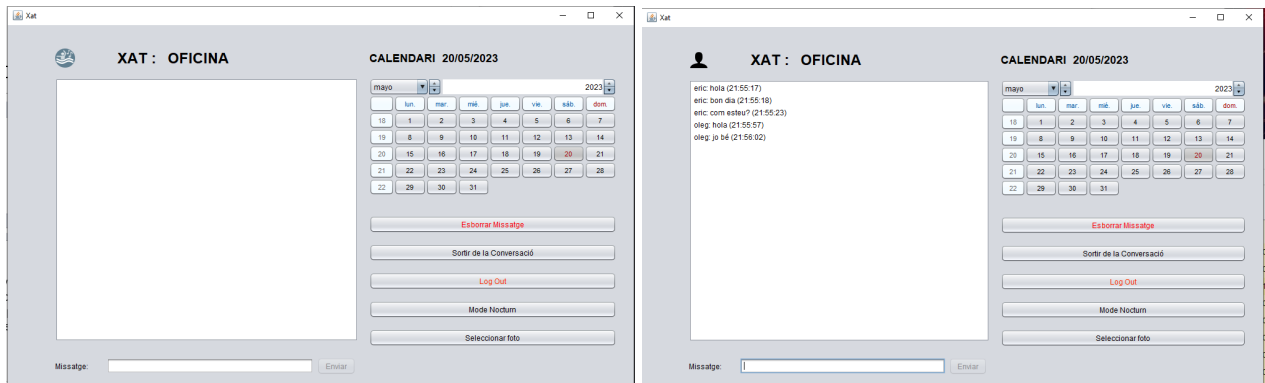 Xat
XAT : OFICINA
CALENDARI 20/05/2023
mayo 2023
lun. mar. mié. jue. vie. sáb. dom.
18 1 2 3 4 5 6 7
19 8 9 10 11 12 13 14
20 15 16 17 18 19 20 21
21 22 23 24 25 26 27 28
22 29 30 31
Esborrar Missatge
Sortir de la Conversació
Log Out
Mode Nocturn
Seleccionar foto
Missatge: Enviar
Xat
XAT : OFICINA
CALENDARI 20/05/2023
eric: hola (21:55:17)
eric: bon dia (21:55:18)
eric: com esteu? (21:55:23)
oleg: hola (21:55:57)
oleg: jo bé (21:56:02)
mayo 2023
lun. mar. mié. jue. vie. sáb. dom.
18 1 2 3 4 5 6 7
19 8 9 10 11 12 13 14
20 15 16 17 18 19 20 21
21 22 23 24 25 26 27 28
22 29 30 31
Esborrar Missatge
Sortir de la Conversació
Log Out
Mode Nocturn
Seleccionar foto
Missatge: Enviar